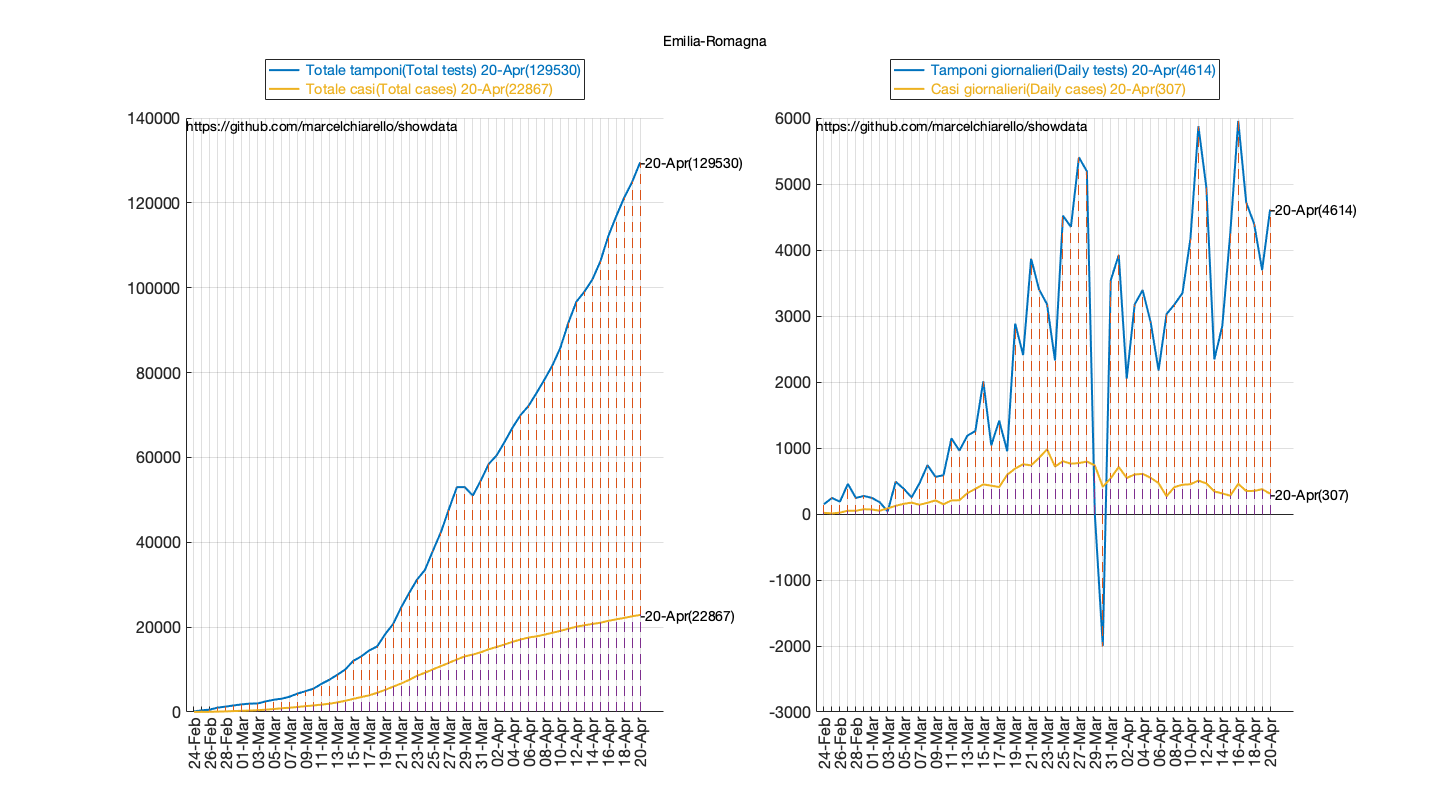 Emilia-Romagna
Totale tamponi(Total tests) 20-Apr(129530)
Totale casi(Total cases) 20-Apr(22867)
140000
120000
100000
80000
60000
40000
20000
0
https://github.com/marcelchiarello/showdata
-20-Apr(129530)
-20-Apr(22867)
24-Feb
26-Feb
28-Feb
01-Mar
03-Mar
05-Mar
07-Mar
09-Mar
11-Mar
13-Mar
15-Mar
17-Mar
19-Mar
21-Mar
23-Mar
25-Mar
27-Mar
29-Mar
31-Mar
02-Apr
04-Apr
06-Apr
08-Apr
10-Apr
12-Apr
14-Apr
16-Apr
18-Apr
20-Apr
Tamponi giornalieri(Daily tests) 20-Apr(4614)
Casi giornalieri(Daily cases) 20-Apr(307)
6000
5000
4000
3000
2000
1000
0
-1000
-2000
-3000
https://github.com/marcelchiarello/showdata
-20-Apr(4614)
-20-Apr(307)
24-Feb
26-Feb
28-Feb
01-Mar
03-Mar
05-Mar
07-Mar
09-Mar
11-Mar
13-Mar
15-Mar
17-Mar
19-Mar
21-Mar
23-Mar
25-Mar
27-Mar
29-Mar
31-Mar
02-Apr
04-Apr
06-Apr
08-Apr
10-Apr
12-Apr
14-Apr
16-Apr
18-Apr
20-Apr